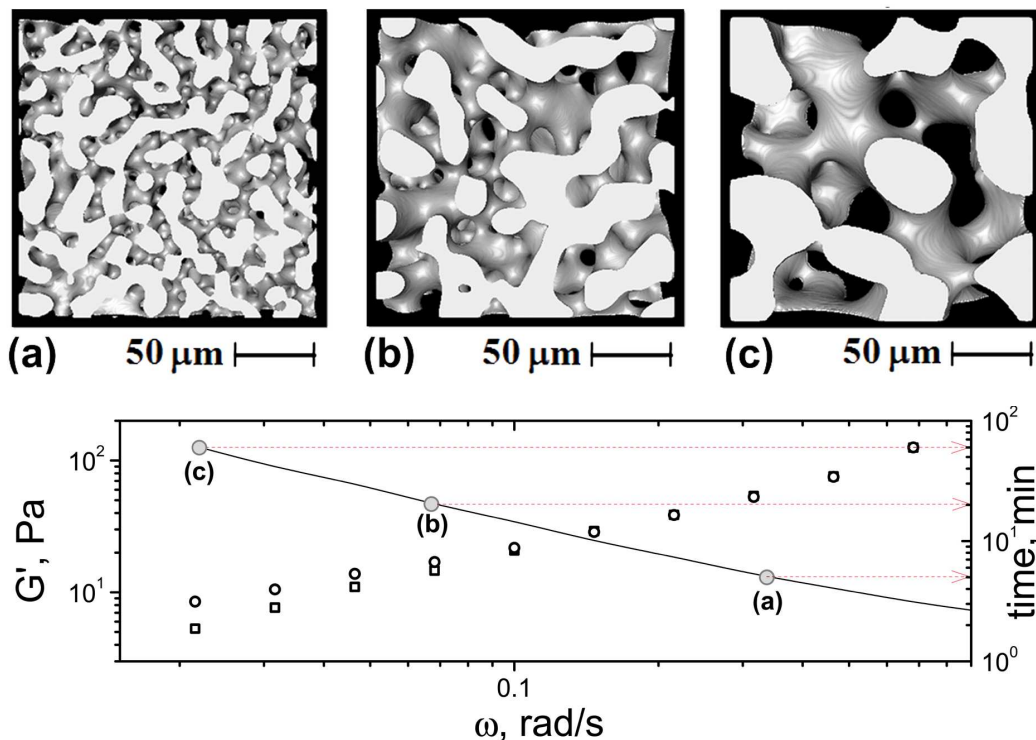 (a) 50 μm
(b) 50 μm
(c) 50 μm
G', Pa
10²
10¹
(c)
(b)
(a)
10²
10¹
10⁰
time, min
0.1
ω, rad/s